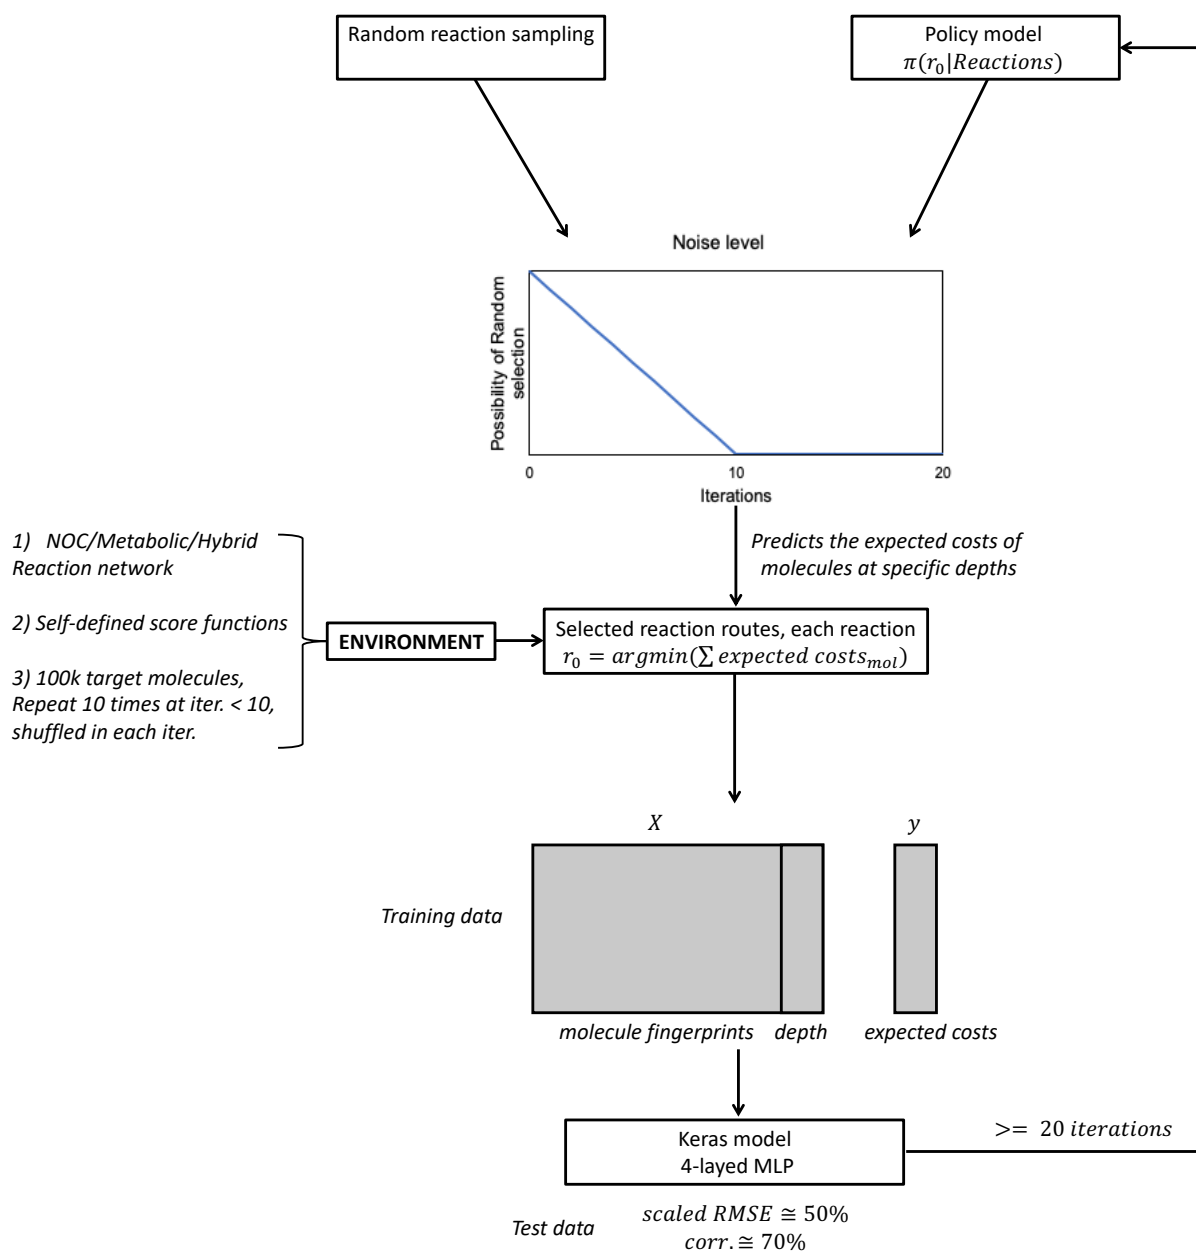 Random reaction sampling
Policy model
π(r₀|Reactions)
Noise level
Possibility of Random
selection
0
10
20
Iterations
1) NOC/Metabolic/Hybrid
Reaction network
2) Self-defined score functions
3) 100k target molecules,
Repeat 10 times at iter. < 10,
shuffled in each iter.
ENVIRONMENT
Predicts the expected costs of
molecules at specific depths
Selected reaction routes, each reaction
r₀ = argmin(∑ expected costsₘₒₗ)
X
y
Training data
molecule fingerprints
depth
expected costs
Keras model
4-layed MLP
>= 20 iterations
Test data
scaled RMSE ≅ 50%
corr. ≅ 70%